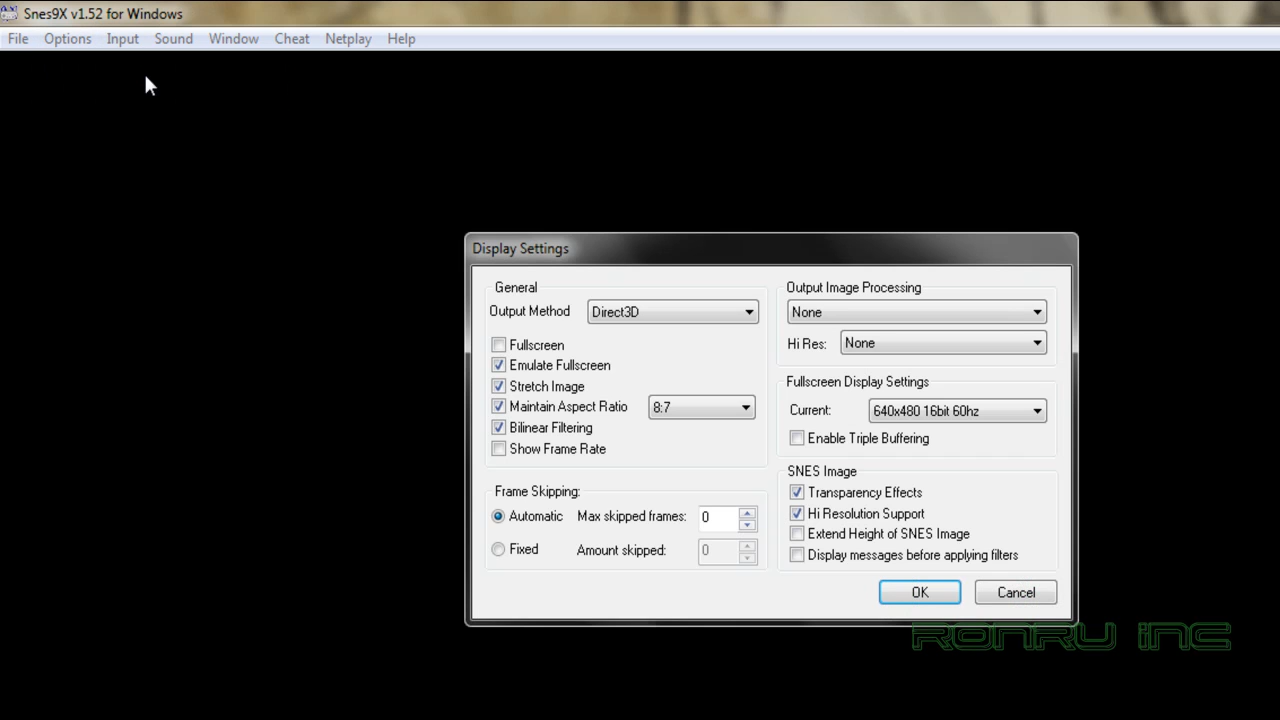 Snes9X v1.52 for Windows
File Options Input Sound Window Cheat Netplay Help
Display Settings
General
Output Method Direct3D
Fullscreen
Emulate Fullscreen
Stretch Image
Maintain Aspect Ratio 8:7
Bilinear Filtering
Show Frame Rate
Frame Skipping:
Automatic Max skipped frames: 0
Fixed Amount skipped: 0
Output Image Processing
None
Hi Res: None
Fullscreen Display Settings
Current: 640x480 16bit 60hz
Enable Triple Buffering
SNES Image
Transparency Effects
Hi Resolution Support
Extend Height of SNES Image
Display messages before applying filters
OK Cancel
RONRU INC